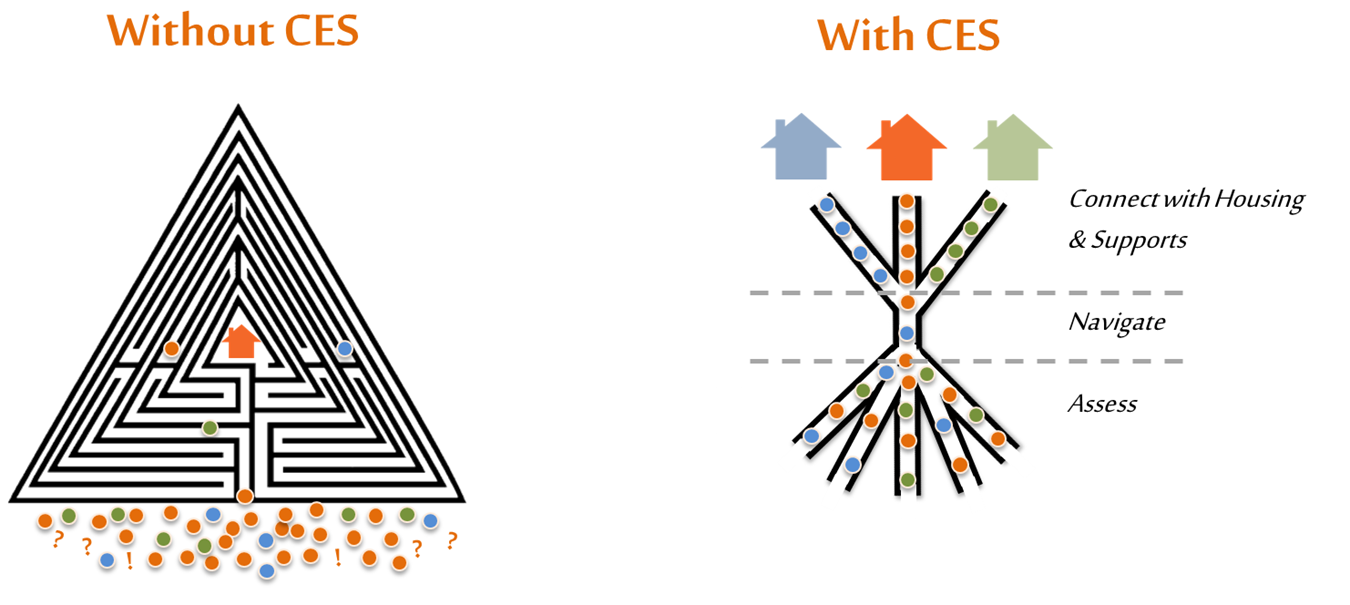 Without CES
With CES
Connect with Housing
& Supports
Navigate
Assess
? ? ! ! ? ?